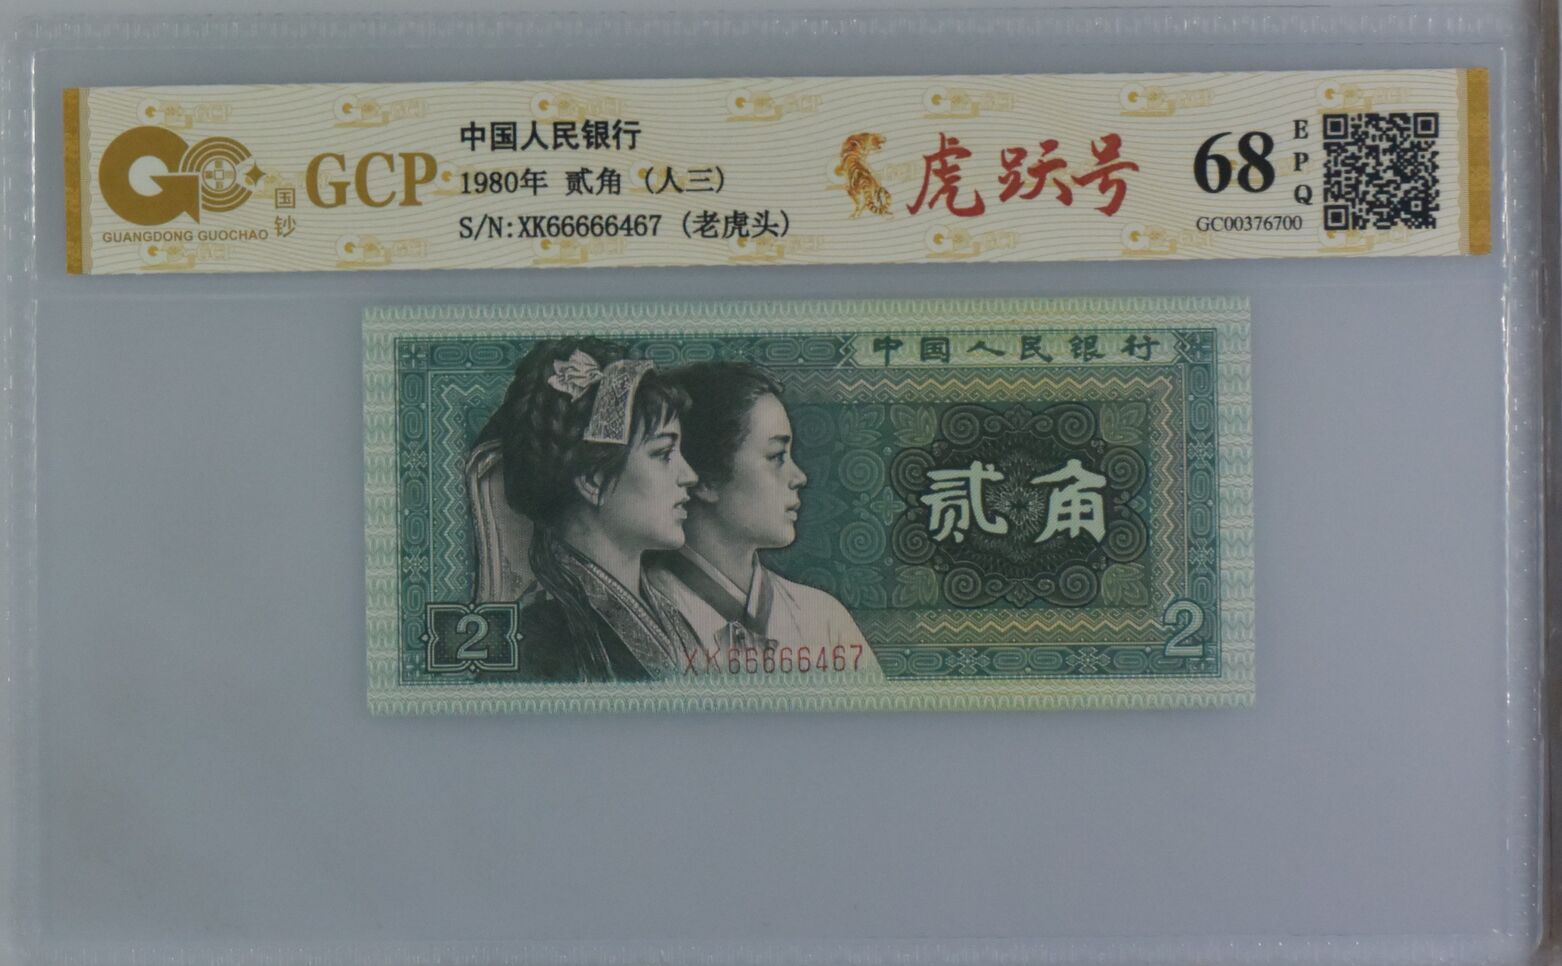 GUANGDONG GUOCHAO
国钞
GCP
中国人民银行
1980年 贰角（人三）
S/N:XK66666467（老虎头）
虎跃号
68
EPQ
GC00376700
中国人民银行
贰角
2
2
XK66666467